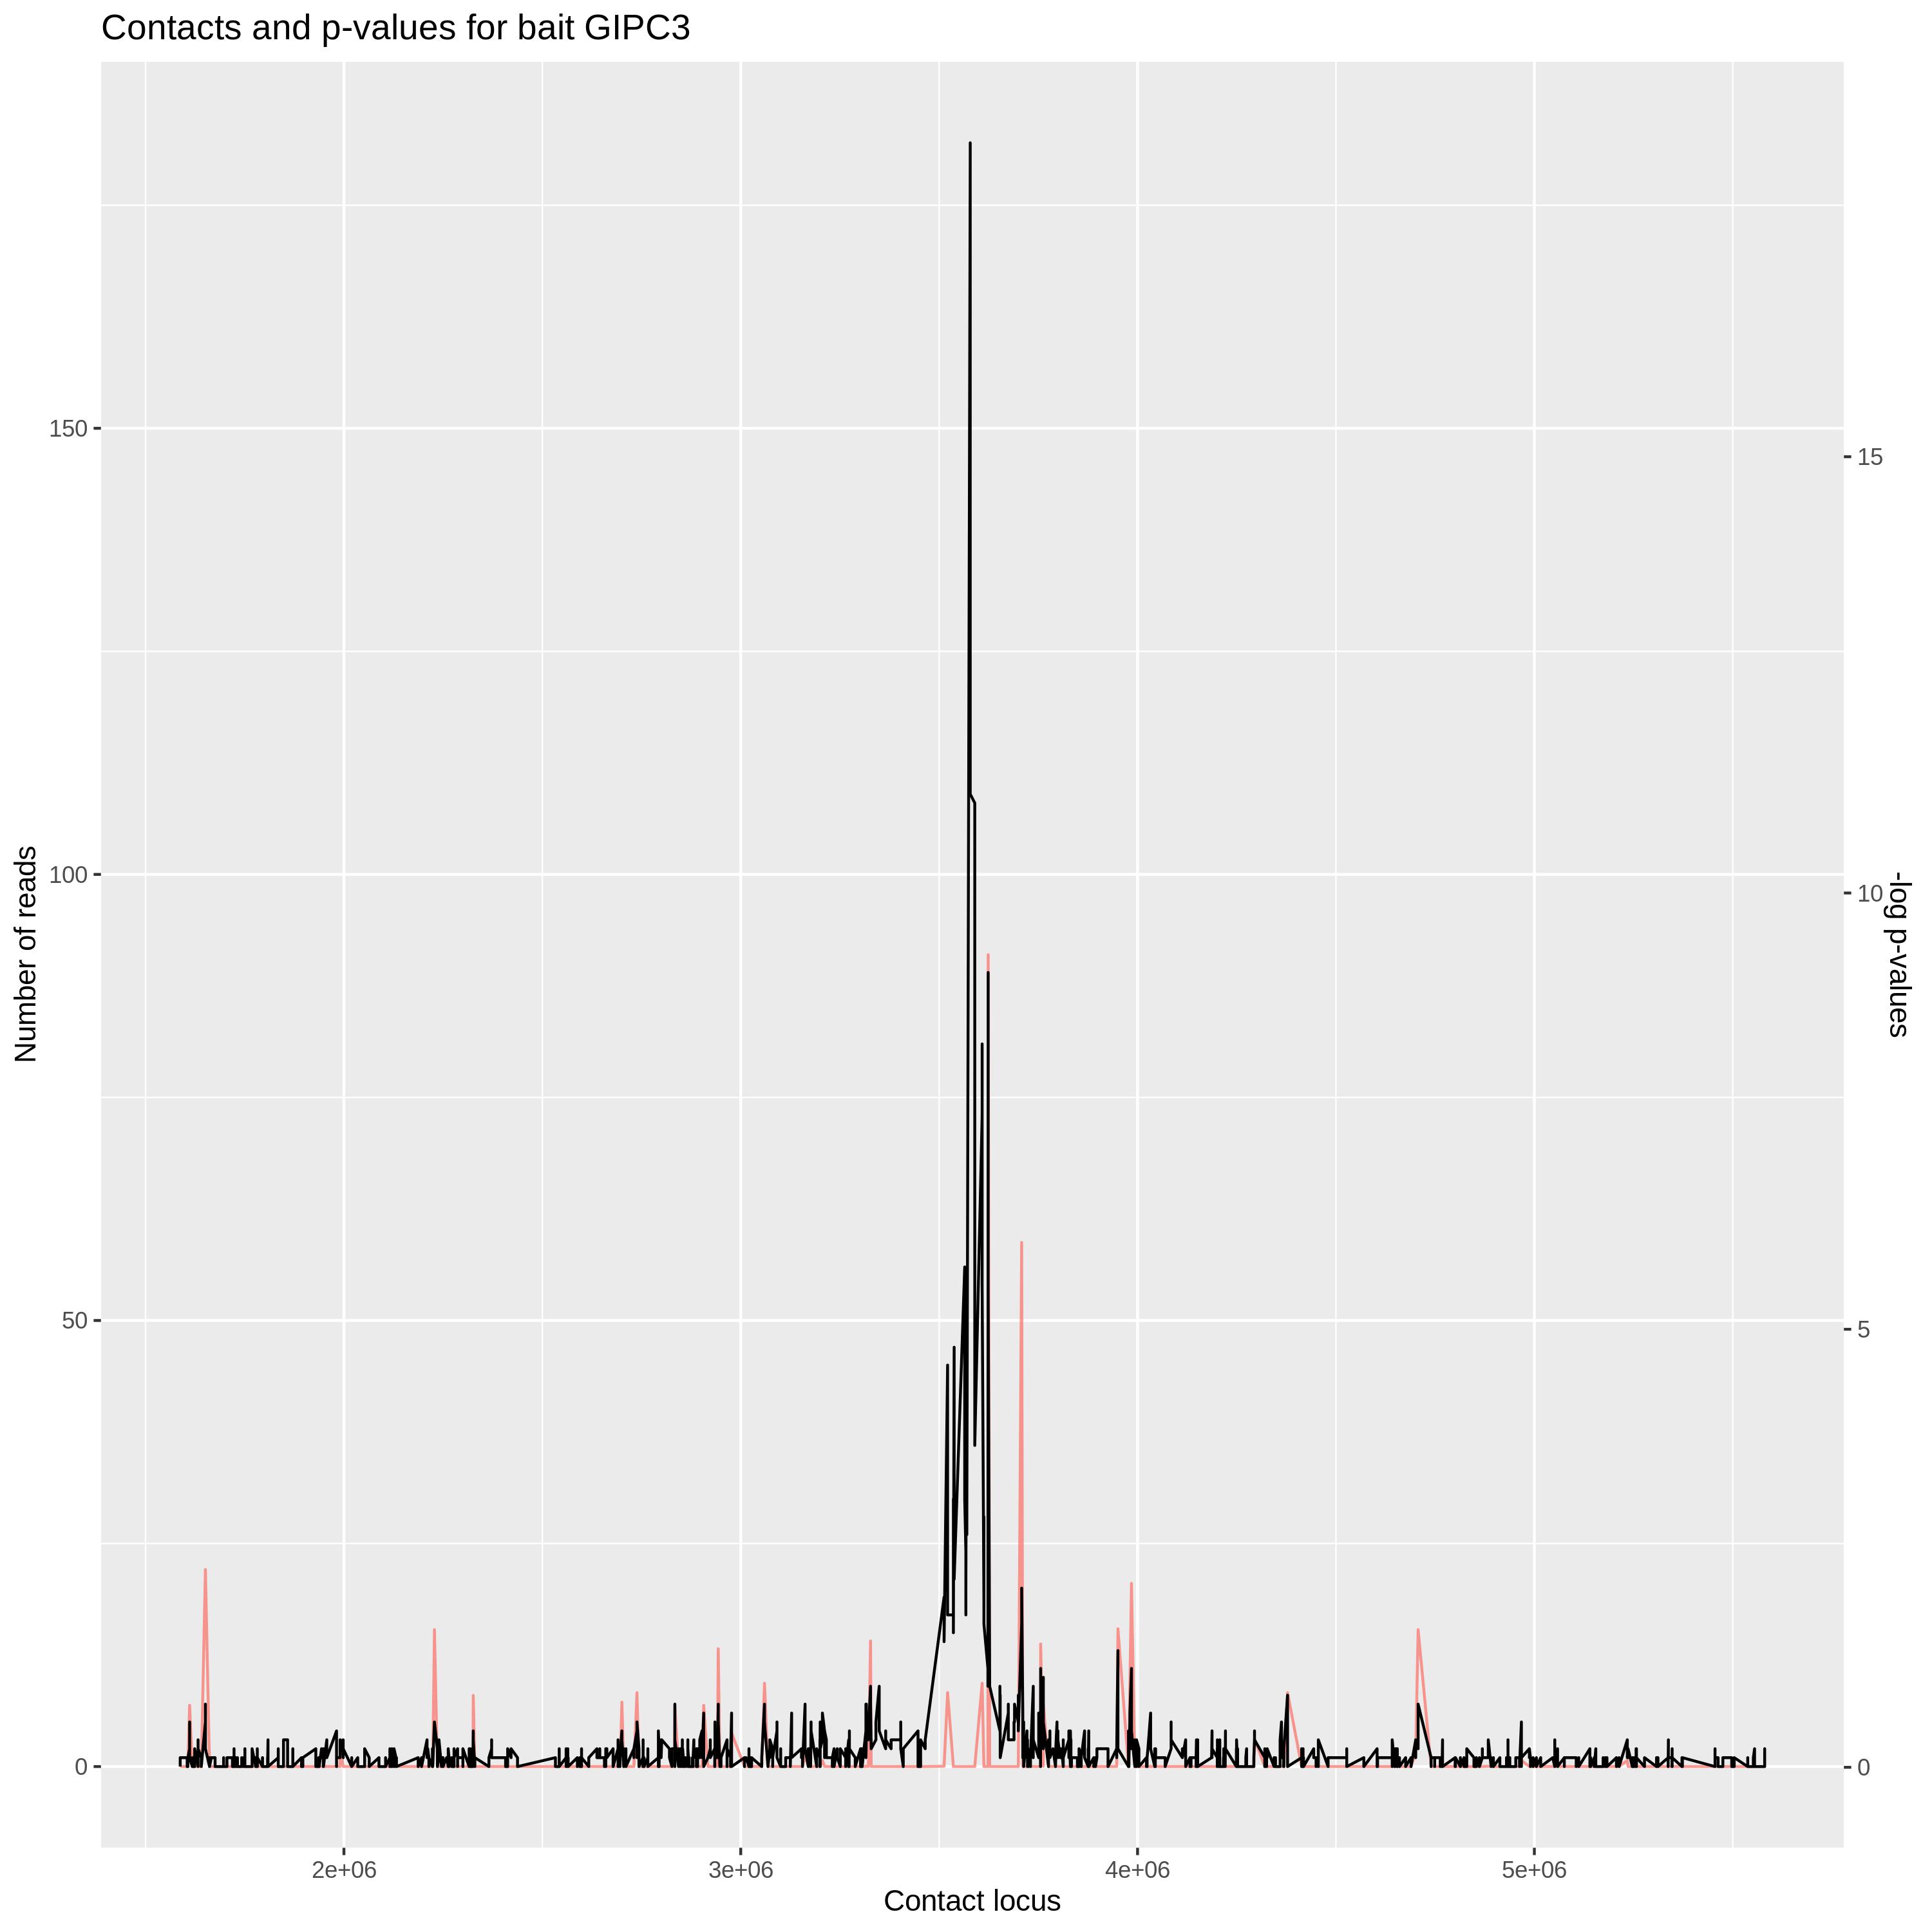 Contacts and p-values for bait GIPC3
150
100
50
0
15
10
5
0
Number of reads
-log p-values
2e+06
3e+06
4e+06
5e+06
Contact locus